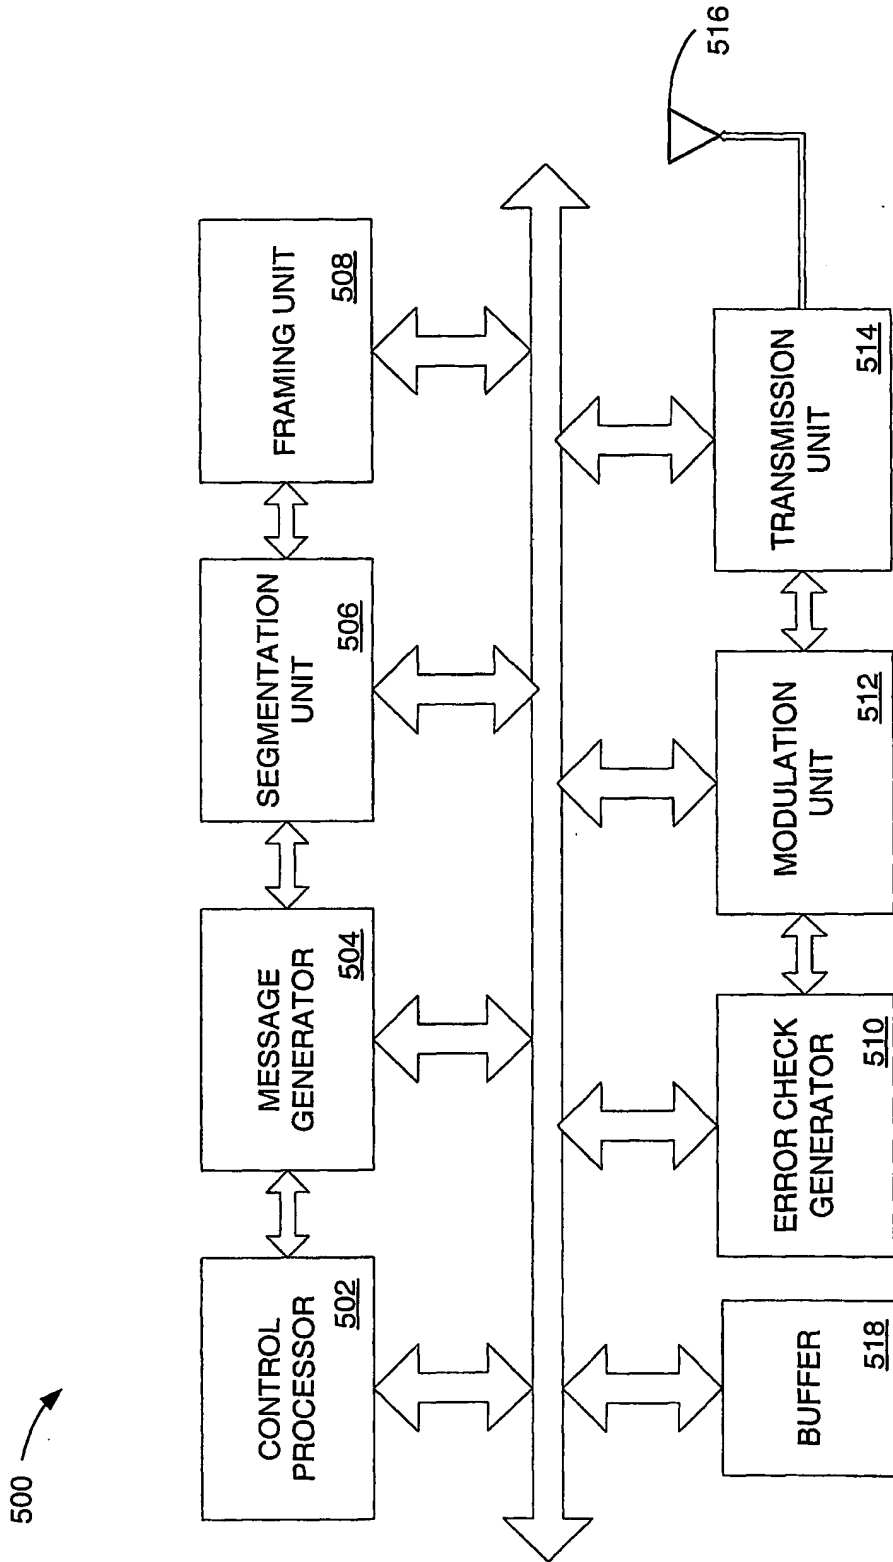 500
CONTROL
PROCESSOR
502
MESSAGE
GENERATOR
504
SEGMENTATION
UNIT
506
FRAMING UNIT
508
BUFFER
518
ERROR CHECK
GENERATOR
510
MODULATION
UNIT
512
TRANSMISSION
UNIT
514
516